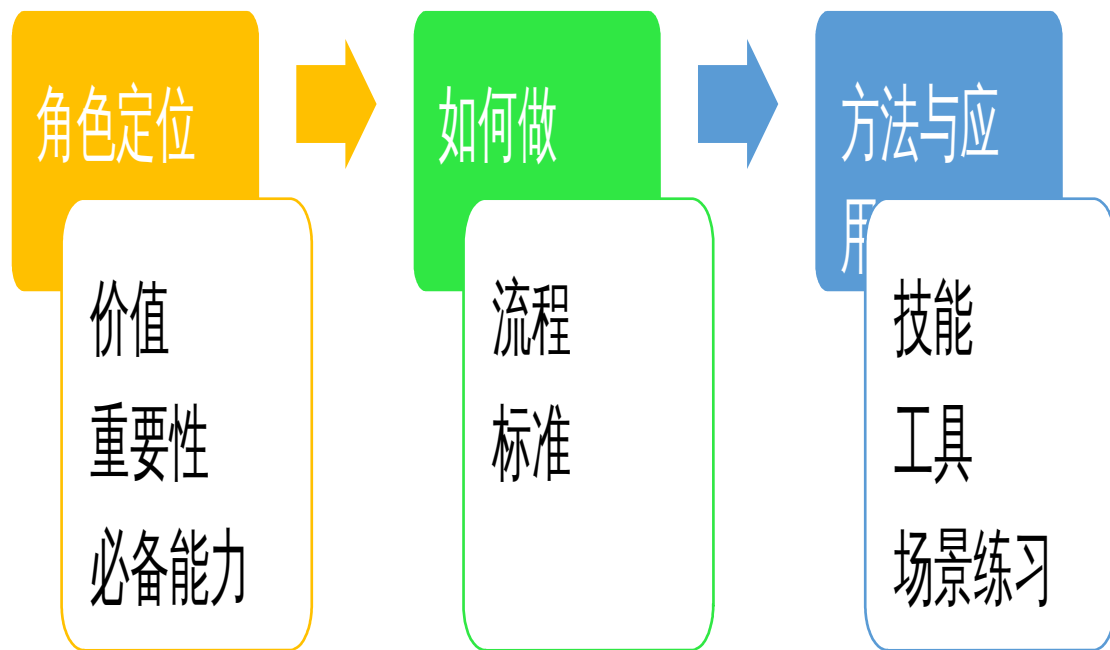 角色定位
价值
重要性
必备能力
如何做
流程
标准
方法与应
用
技能
工具
场景练习